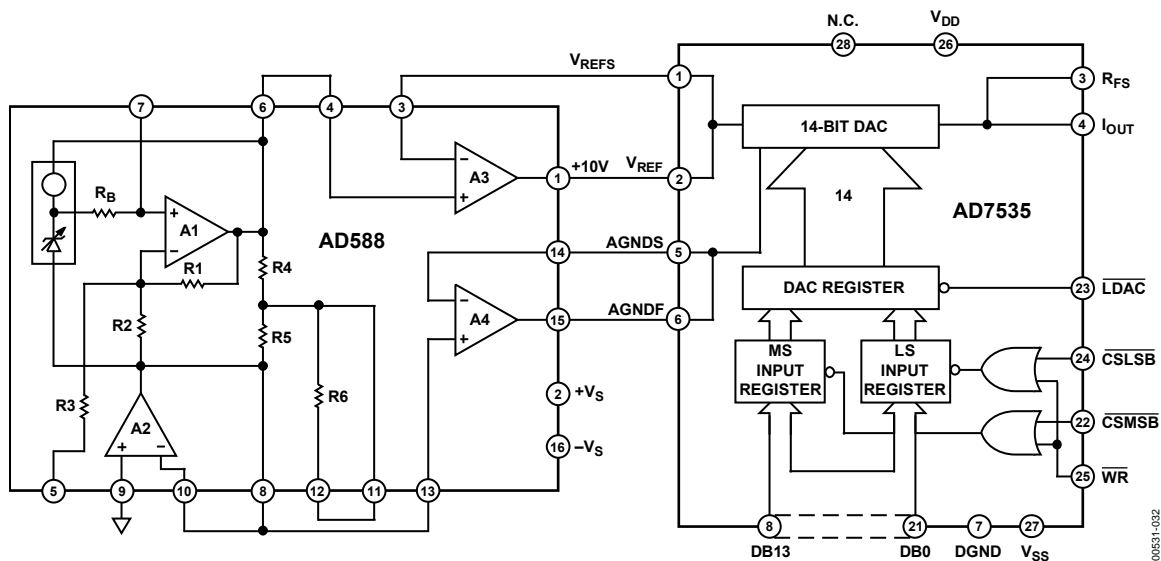 N.C.
V_DD
28
26
V_REFS
1
3
R_FS
7
6
4
3
14-BIT DAC
4
I_OUT
R_B
A1
+
−
AD588
−
+
A3
1
+10V
V_REF
2
14
AD7535
R4
R1
14
AGNDS
5
DAC REGISTER
23
LDAC
R2
R5
−
+
A4
15
AGNDF
6
MS
INPUT
REGISTER
LS
INPUT
REGISTER
24
CSLSB
R3
R6
2
+V_S
A2
+
−
16
−V_S
22
CSMSB
25
WR
5
9
10
8
12
11
13
8
21
7
27
DB13
DB0
DGND
V_SS
00531-032